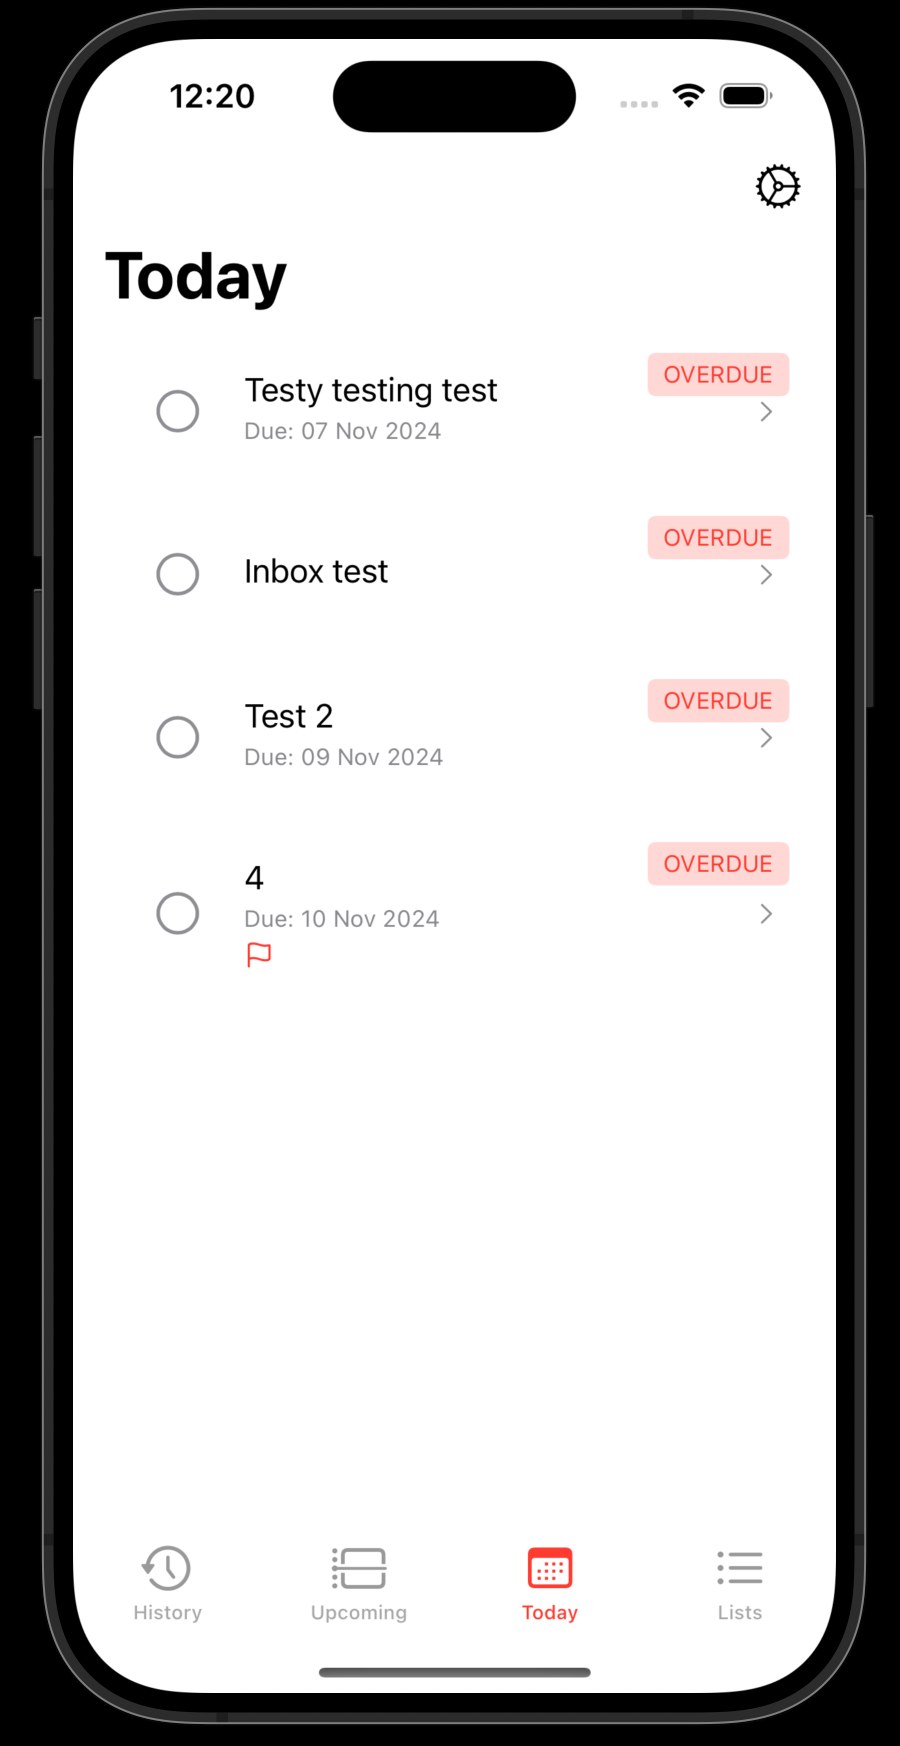 12:20
Today
OVERDUE
Testy testing test
Due: 07 Nov 2024
OVERDUE
Inbox test
OVERDUE
Test 2
Due: 09 Nov 2024
OVERDUE
4
Due: 10 Nov 2024
History
Upcoming
Today
Lists